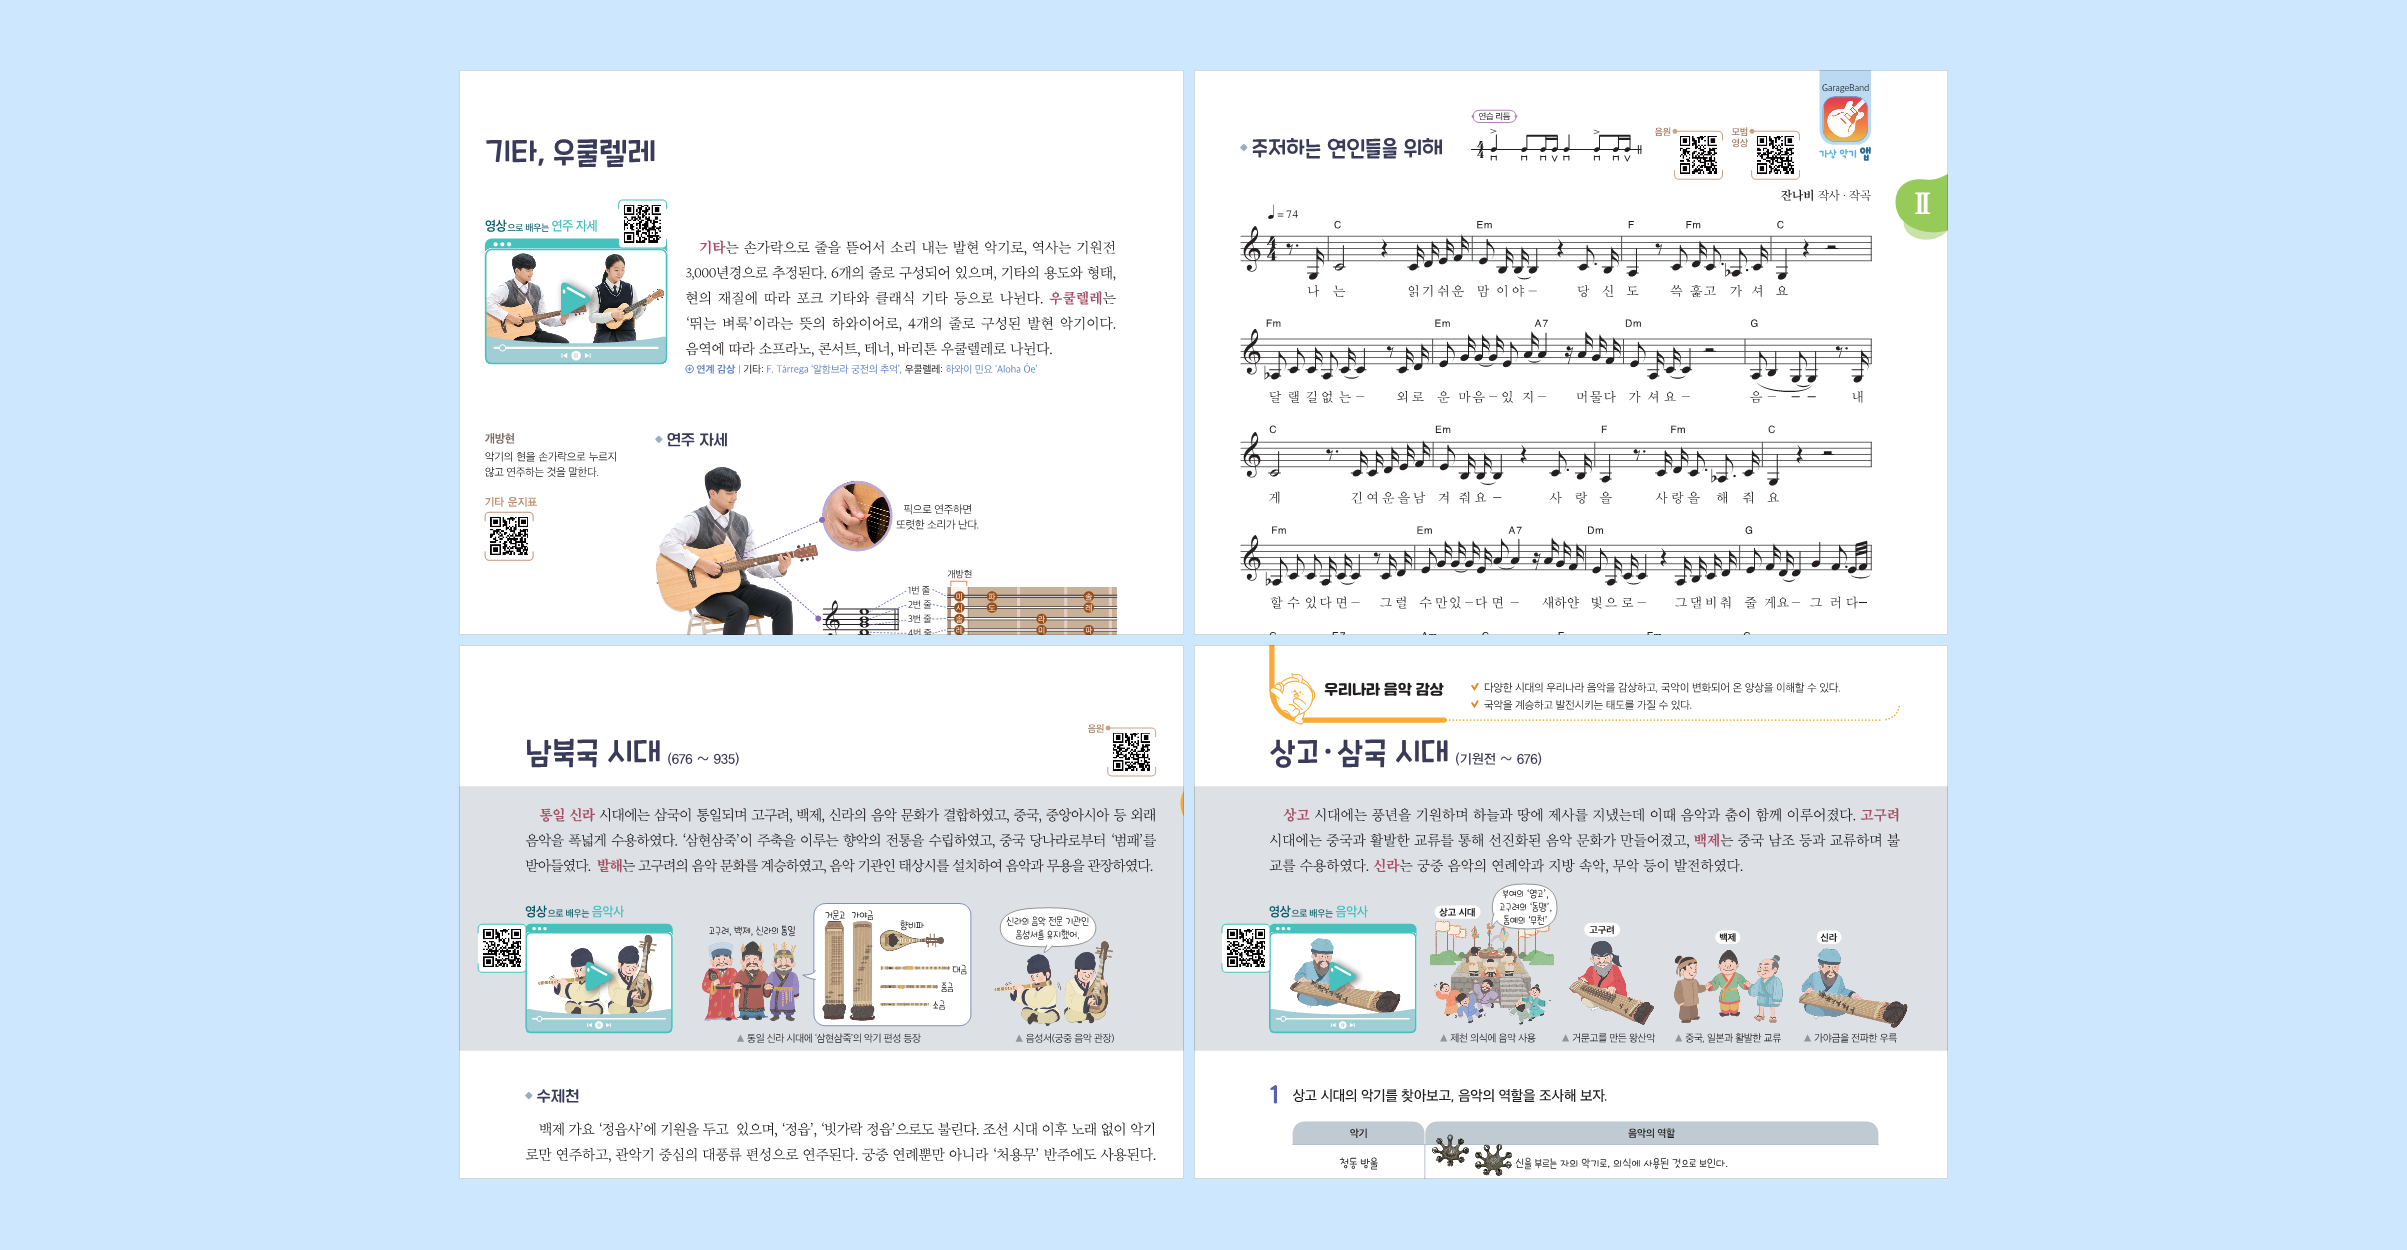 기타, 우쿨렐레
영상으로 배우는 연주 자세
기타는 손가락으로 줄을 뜯어서 소리 내는 발현 악기로, 역사는 기원전
3,000년경으로 추정된다. 6개의 줄로 구성되어 있으며, 기타의 용도와 형태,
현의 재질에 따라 포크 기타와 클래식 기타 등으로 나뉜다. 우쿨렐레는
‘뛰는 벼룩’이라는 뜻의 하와이어로, 4개의 줄로 구성된 발현 악기이다.
음역에 따라 소프라노, 콘서트, 테너, 바리톤 우쿨렐레로 나뉜다.
연계 감상 | 기타: F. Tárrega ‘알함브라 궁전의 추억’, 우쿨렐레: 하와이 민요 ‘Aloha Óe’
개방현
악기의 현을 손가락으로 누르지
않고 연주하는 것을 말한다.
기타 운지표
연주 자세
픽으로 연주하면
또렷한 소리가 난다.
개방현
1번 줄
2번 줄
3번 줄
4번 줄
미 파 솔
시 도 레
솔 라
레 미 파
GarageBand
가상 악기 앱
연습 리듬
주저하는 연인들을 위해
음원
모범
영상
잔나비 작사 · 작곡
II
= 74
C Em F Fm C
나 는 읽기쉬운 맘이야– 당 신 도 쓱 훑고 가 셔 요
Fm Em A7 Dm G
달 랠 길없 는– 외로 운 마음–있 지– 머물다 가 셔요– 음– – – 내
C Em F Fm C
게 긴여운을남 겨 줘요– 사 랑 을 사랑을 해 줘 요
Fm Em A7 Dm G
할수있다면– 그럴 수만있–다면– 새하얀 빛으로– 그댈비춰 줄 게요– 그 러다–
남북국 시대 (676 ~ 935)
음원
통일 신라 시대에는 삼국이 통일되며 고구려, 백제, 신라의 음악 문화가 결합하였고, 중국, 중앙아시아 등 외래
음악을 폭넓게 수용하였다. ‘삼현삼죽’이 주축을 이루는 향악의 전통을 수립하였고, 중국 당나라로부터 ‘범패’를
받아들였다. 발해는 고구려의 음악 문화를 계승하였고, 음악 기관인 태상시를 설치하여 음악과 무용을 관장하였다.
영상으로 배우는 음악사
고구려, 백제, 신라의 통일
거문고 가야금
향비파
대금
중금
소금
신라의 음악 전문 기관인
음성서를 유지했어.
▲ 통일 신라 시대에 ‘삼현삼죽’의 악기 편성 등장
▲ 음성서(궁중 음악 관장)
수제천
백제 가요 ‘정읍사’에 기원을 두고 있으며, ‘정읍’, ‘빗가락 정읍’으로도 불린다. 조선 시대 이후 노래 없이 악기
로만 연주하고, 관악기 중심의 대풍류 편성으로 연주된다. 궁중 연례뿐만 아니라 ‘처용무’ 반주에도 사용된다.
우리나라 음악 감상
다양한 시대의 우리나라 음악을 감상하고, 국악이 변화되어 온 양상을 이해할 수 있다.
국악을 계승하고 발전시키는 태도를 가질 수 있다.
상고·삼국 시대 (기원전 ~ 676)
상고 시대에는 풍년을 기원하며 하늘과 땅에 제사를 지냈는데 이때 음악과 춤이 함께 이루어졌다. 고구려
시대에는 중국과 활발한 교류를 통해 선진화된 음악 문화가 만들어졌고, 백제는 중국 남조 등과 교류하며 불
교를 수용하였다. 신라는 궁중 음악의 연례악과 지방 속악, 무악 등이 발전하였다.
영상으로 배우는 음악사
상고 시대
부여의 ‘영고’,
고구려의 ‘동맹’,
동예의 ‘무천’
고구려
백제
신라
▲ 제천 의식에 음악 사용
▲ 거문고를 만든 왕산악
▲ 중국, 일본과 활발한 교류
▲ 가야금을 전파한 우륵
1 상고 시대의 악기를 찾아보고, 음악의 역할을 조사해 보자.
악기 음악의 역할
청동 방울 신을 부르는 자의 악기로, 의식에 사용된 것으로 보인다.